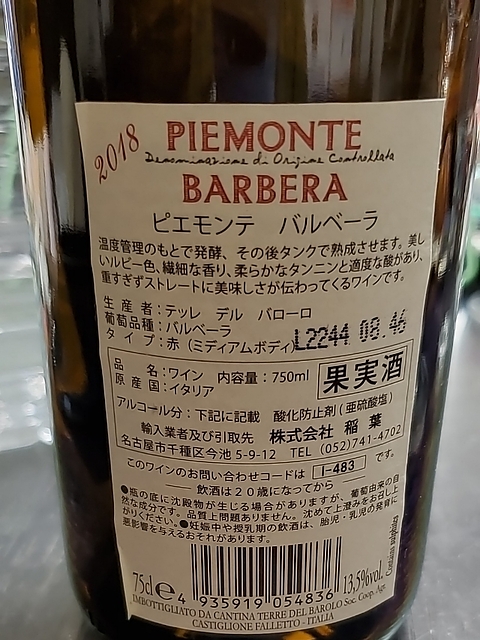 2018
PIEMONTE
Denominazione di Origine Controllata
BARBERA
ピエモンテ バルベーラ
温度管理のもとで発酵、その後タンクで熟成させます。美し
いルビー色、繊細な香り、柔らかなタンニンと適度な酸があり、
重すぎずストレートに美味しさが伝わってくるワインです。
生産者:テッレ デル バローロ
葡萄品種:バルベーラ
タイプ:赤(ミディアムボディ)
L2244 08.46
品名:ワイン 内容量:750ml
原産国:イタリア
果実酒
アルコール分:下記に記載 酸化防止剤(亜硫酸塩)
輸入業者及び引取先 株式会社 稲葉
名古屋市千種区今池5-9-12 TEL (052)741-4702
このワインのお問い合わせコードは I-483 です。
飲酒は20歳になってから
●瓶の底に沈殿物が生じる場合がありますが、葡萄由来の自
然な成分です。品質上問題ありません。沈めて上澄みをお召し上
がりください。●妊娠中や授乳期の飲酒は、胎児・乳児の発育に
悪影響を与えるおそれがあります。
Contains sulphites
75cl e
4 935919 054836
13,5%vol.
IMBOTTIGLIATO DA CANTINA TERRE DEL BAROLO Soc. Coop. Agr.
CASTIGLIONE FALLETTO - ITALIA